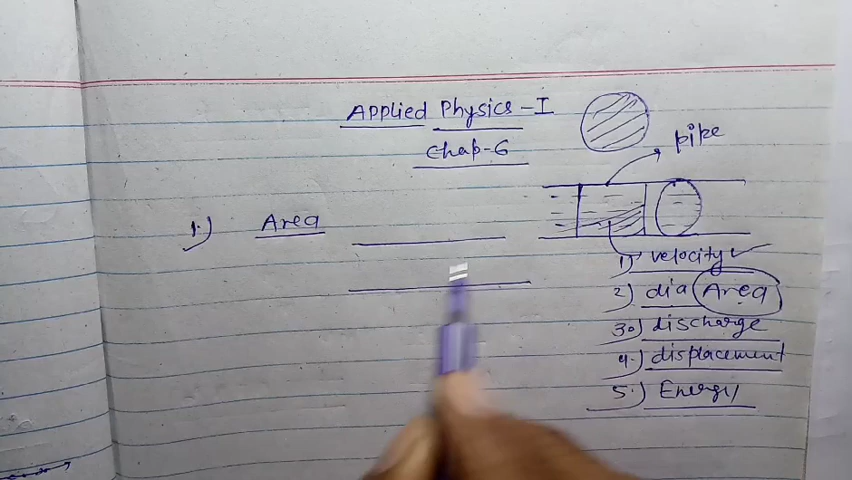 Applied Physics-I
Chap-6
pipe
1.) Area
1) velocity ✓
2) dia Area
3.) discharge
4.) displacement
5.) Energy